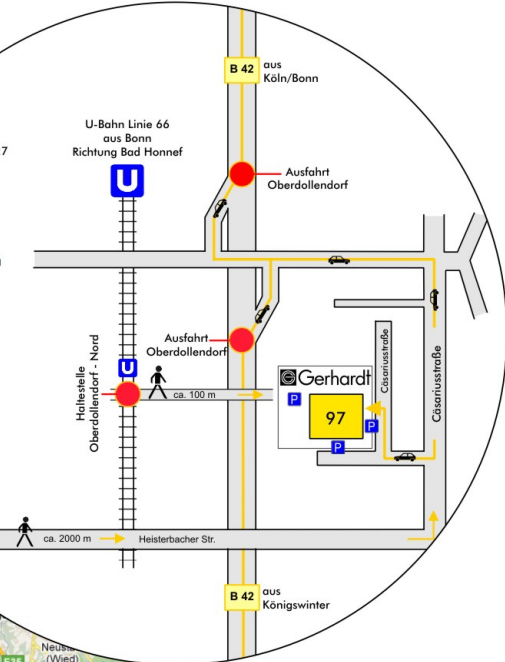 B 42
aus
Köln/Bonn
U-Bahn Linie 66
aus Bonn
Richtung Bad Honnef
7
U
Ausfahrt
Oberdollendorf
Ausfahrt
Oberdollendorf
U
Haltestelle
Oberdollendorf - Nord
ca. 100 m
Gerhardt
P
97
P
P
Cäsariusstraße
Cäsariusstraße
ca. 2000 m
Heisterbacher Str.
B 42
aus
Königswinter
(Wied)